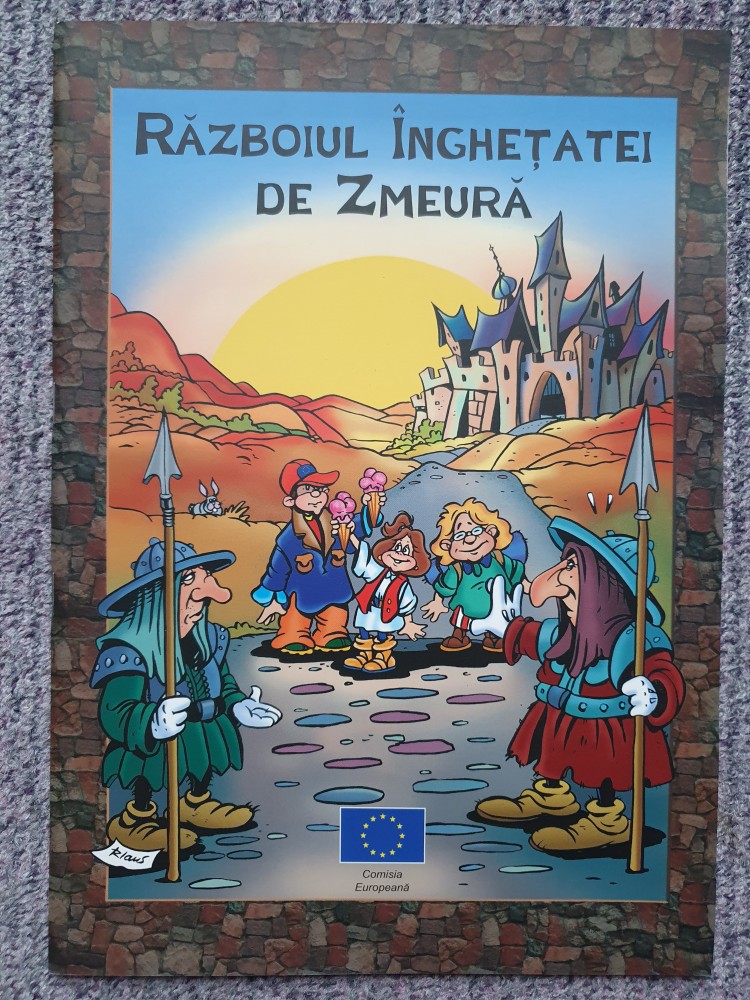 RĂZBOIUL ÎNGHEȚATEI
DE ZMEURĂ
Klaus
Comisia
Europeană